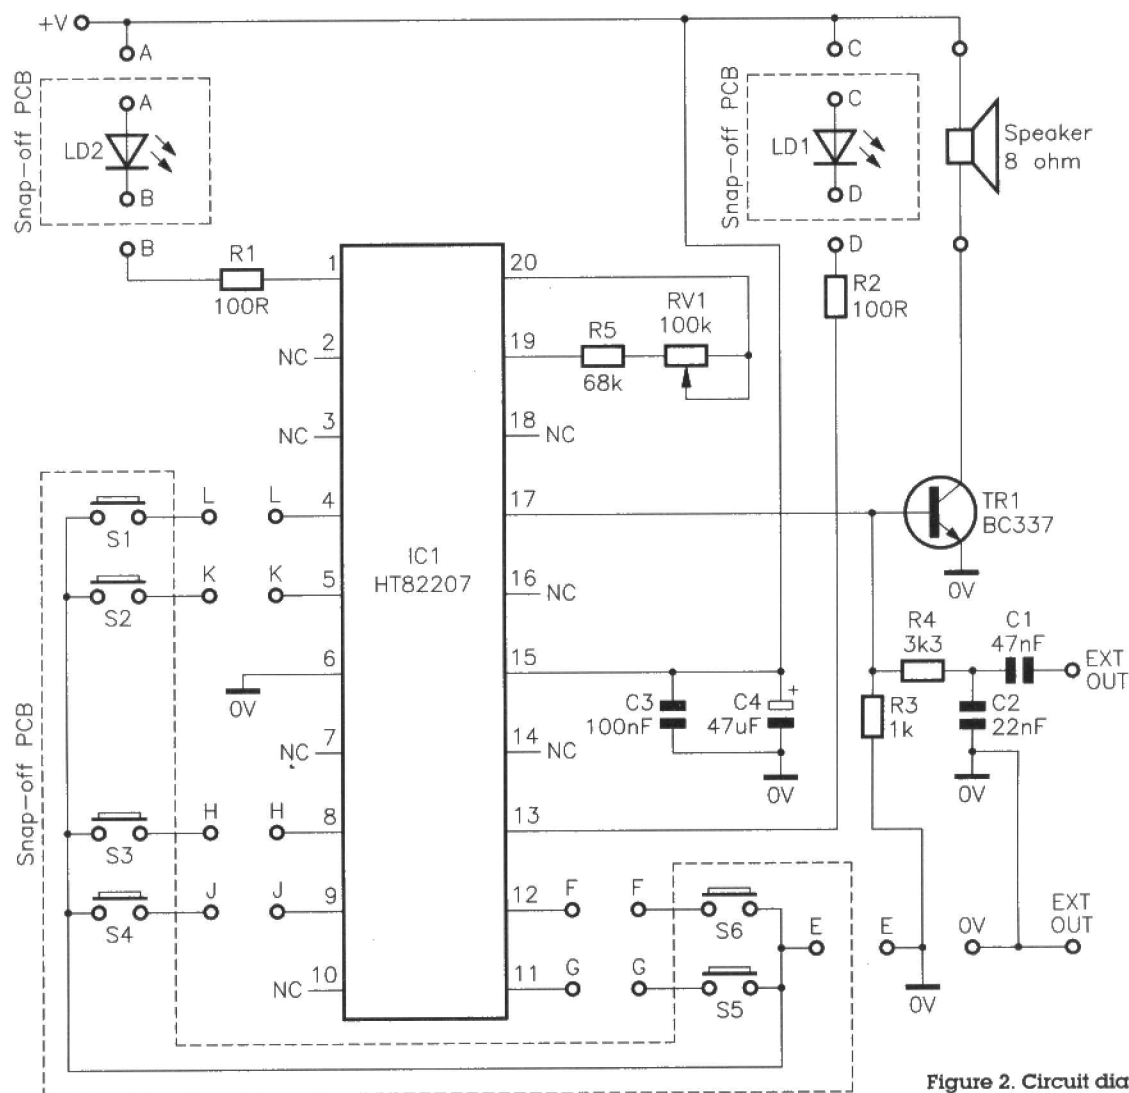 +V
A
C
Snap-off PCB
A
LD2
B
Snap-off PCB
C
LD1
D
Speaker
8 ohm
B
D
R1
100R
1
20
R2
100R
RV1
100k
R5
68k
NC 2
19
NC 3
18 NC
L
L
4
17
TR1
BC337
0V
S1
K
K
5
IC1
HT82207
16 NC
S2
6
15
0V
R4
3k3
C1
47nF
EXT
OUT
C3
100nF
C4
47uF
+
R3
1k
C2
22nF
0V
0V
Snap-off PCB
NC 7
14 NC
H
H
8
13
S3
J
J
9
12
F
F
S4
S6
E
E
0V
EXT
OUT
NC 10
11
G
G
S5
0V
Figure 2. Circuit dia